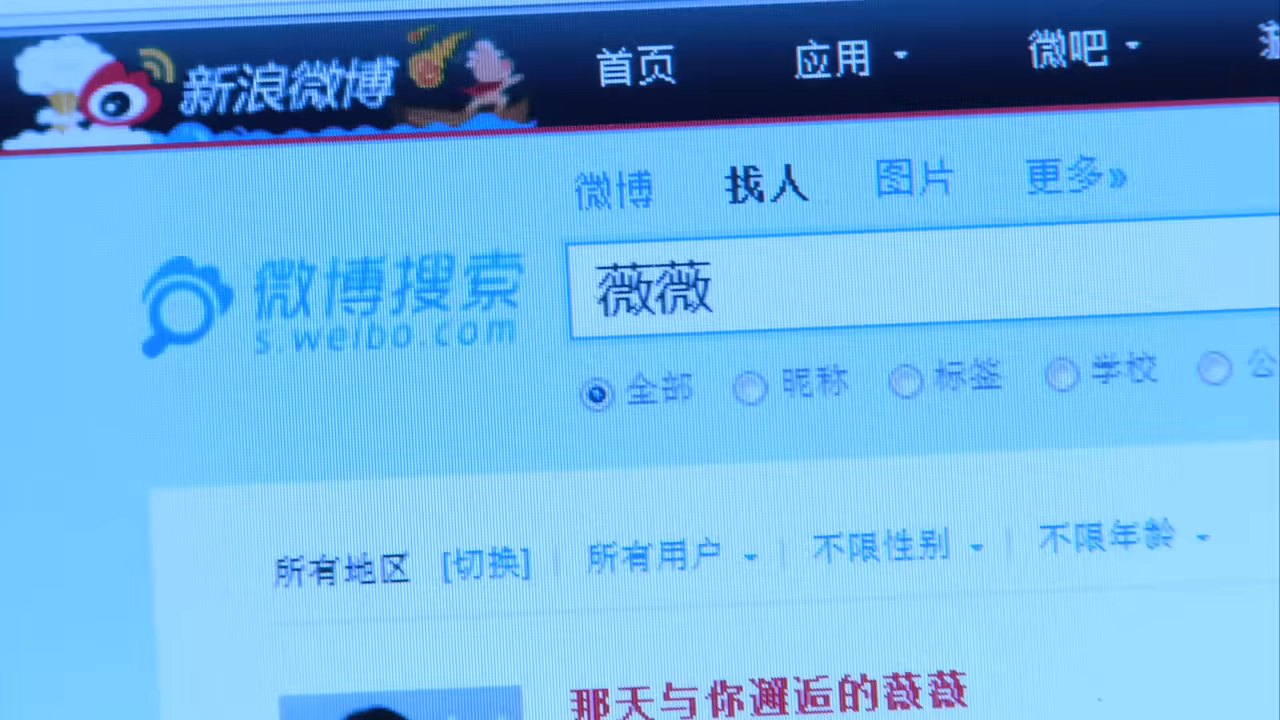 新浪微博 首页 应用 微吧
微博 找人 图片 更多»
微博搜索
s.weibo.com
薇薇
全部 昵称 标签 学校 公
所有地区 [切换] 所有用户 不限性别 不限年龄
那天与你邂逅的薇薇